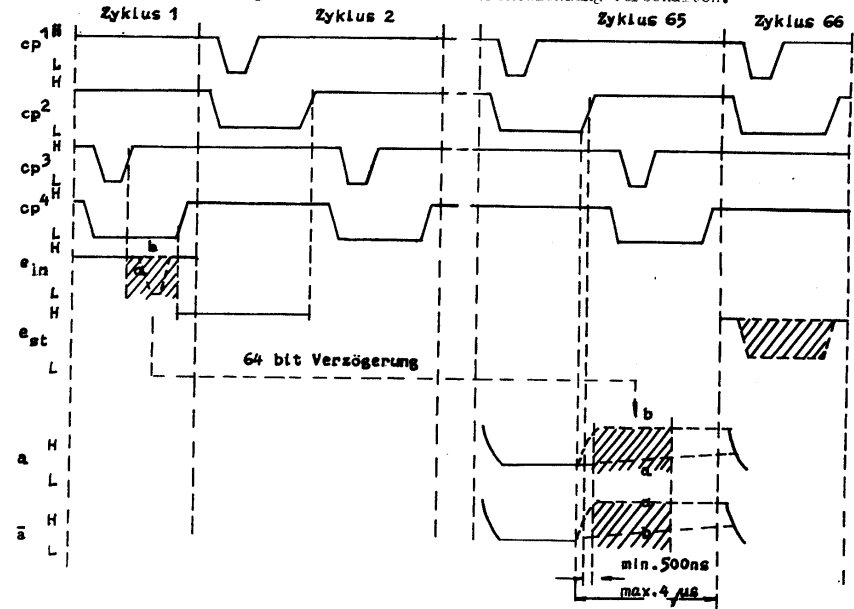 Zyklus 1 Zyklus 2 Zyklus 65 Zyklus 66
cp1
L
H
cp2
L
H
cp3
L
H
cp4
L
H
b
e in
a
L
H
e st
L
64 bit Verzögerung
b
H
a
L
a
H
a
ā
L
b
min.500ns
max.4 µs